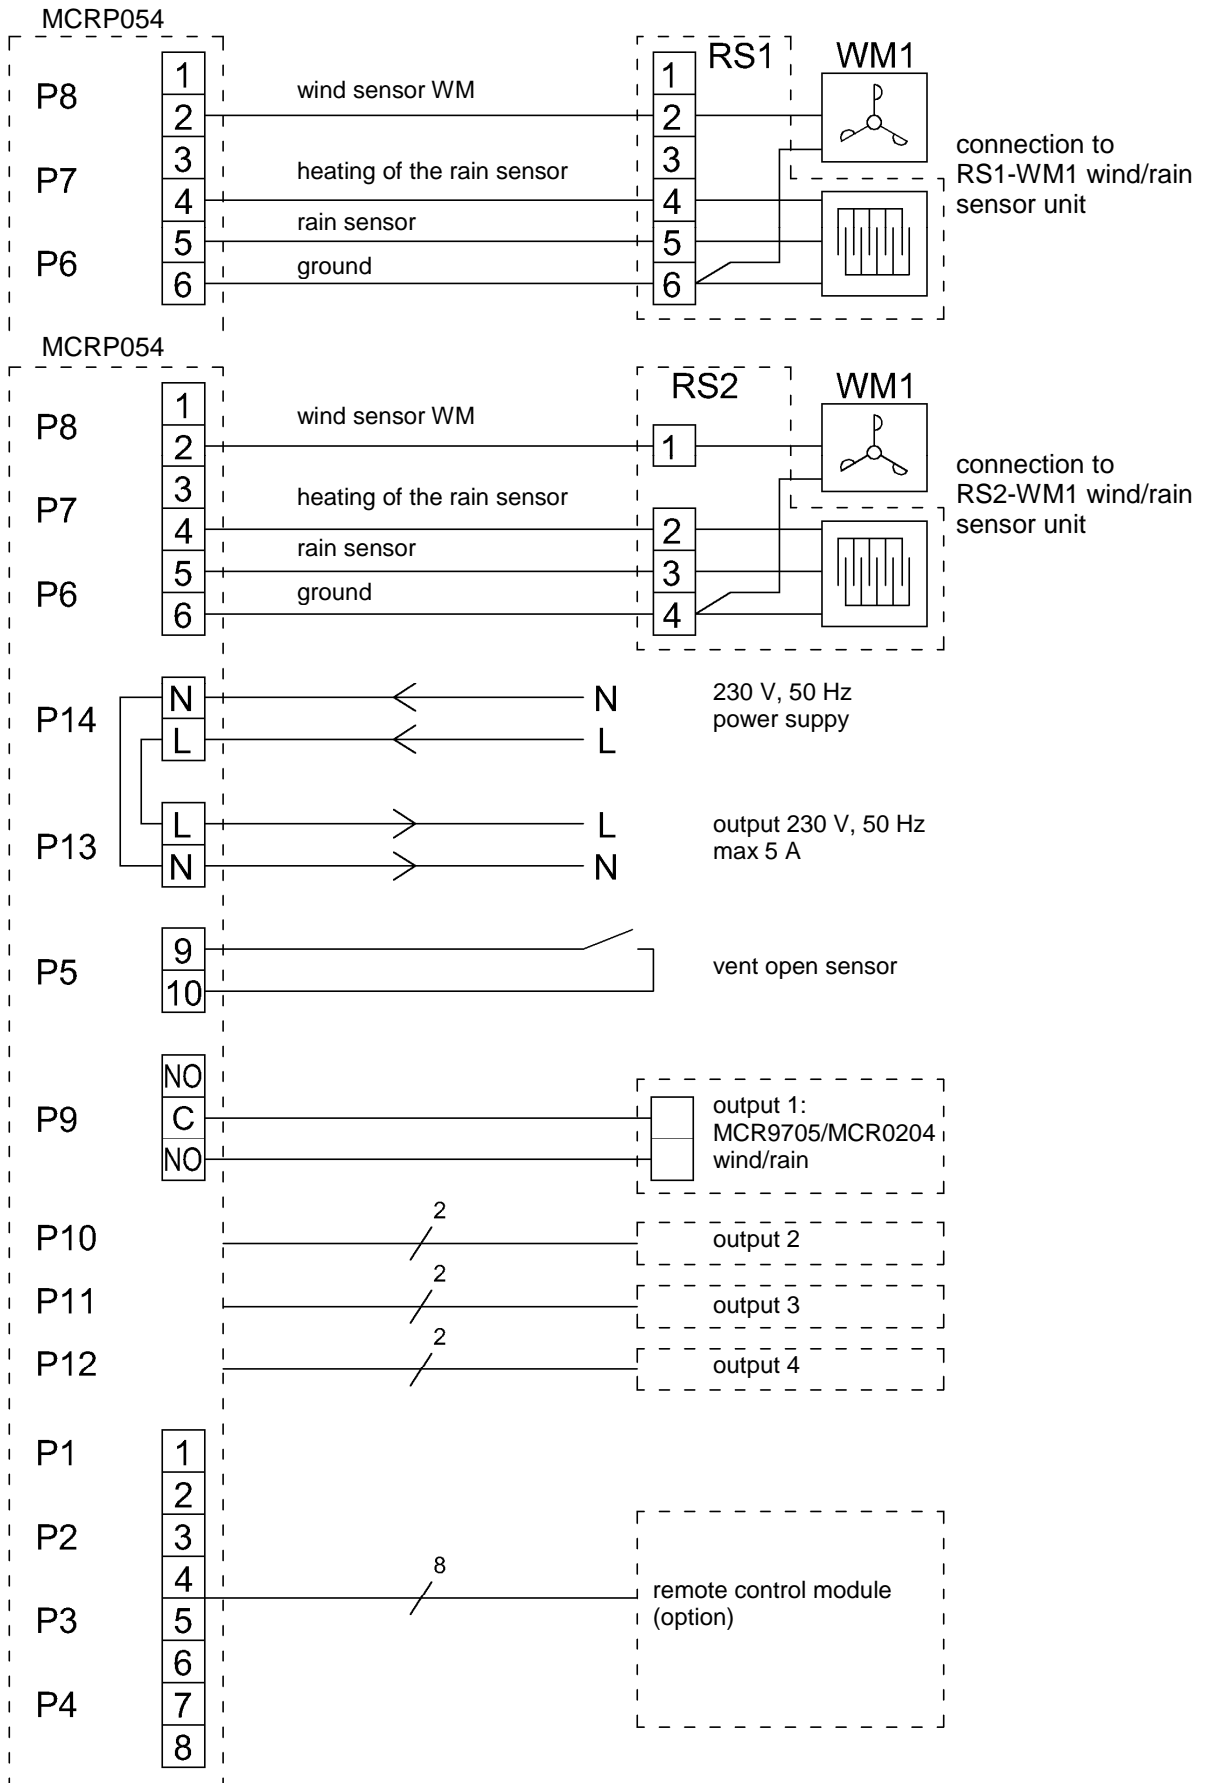 MCRP054
RS1
WM1
P8
P7
P6
1
2
3
4
5
6
wind sensor WM
heating of the rain sensor
rain sensor
ground
1
2
3
4
5
6
connection to
RS1-WM1 wind/rain
sensor unit
MCRP054
RS2
WM1
P8
P7
P6
1
2
3
4
5
6
wind sensor WM
heating of the rain sensor
rain sensor
ground
1
2
3
4
connection to
RS2-WM1 wind/rain
sensor unit
P14
N
L
N
L
230 V, 50 Hz
power suppy
P13
L
N
L
N
output 230 V, 50 Hz
max 5 A
P5
9
10
vent open sensor
P9
NO
C
NO
output 1:
MCR9705/MCR0204
wind/rain
P10
2
output 2
P11
2
output 3
P12
2
output 4
P1
P2
P3
P4
1
2
3
4
5
6
7
8
8
remote control module
(option)